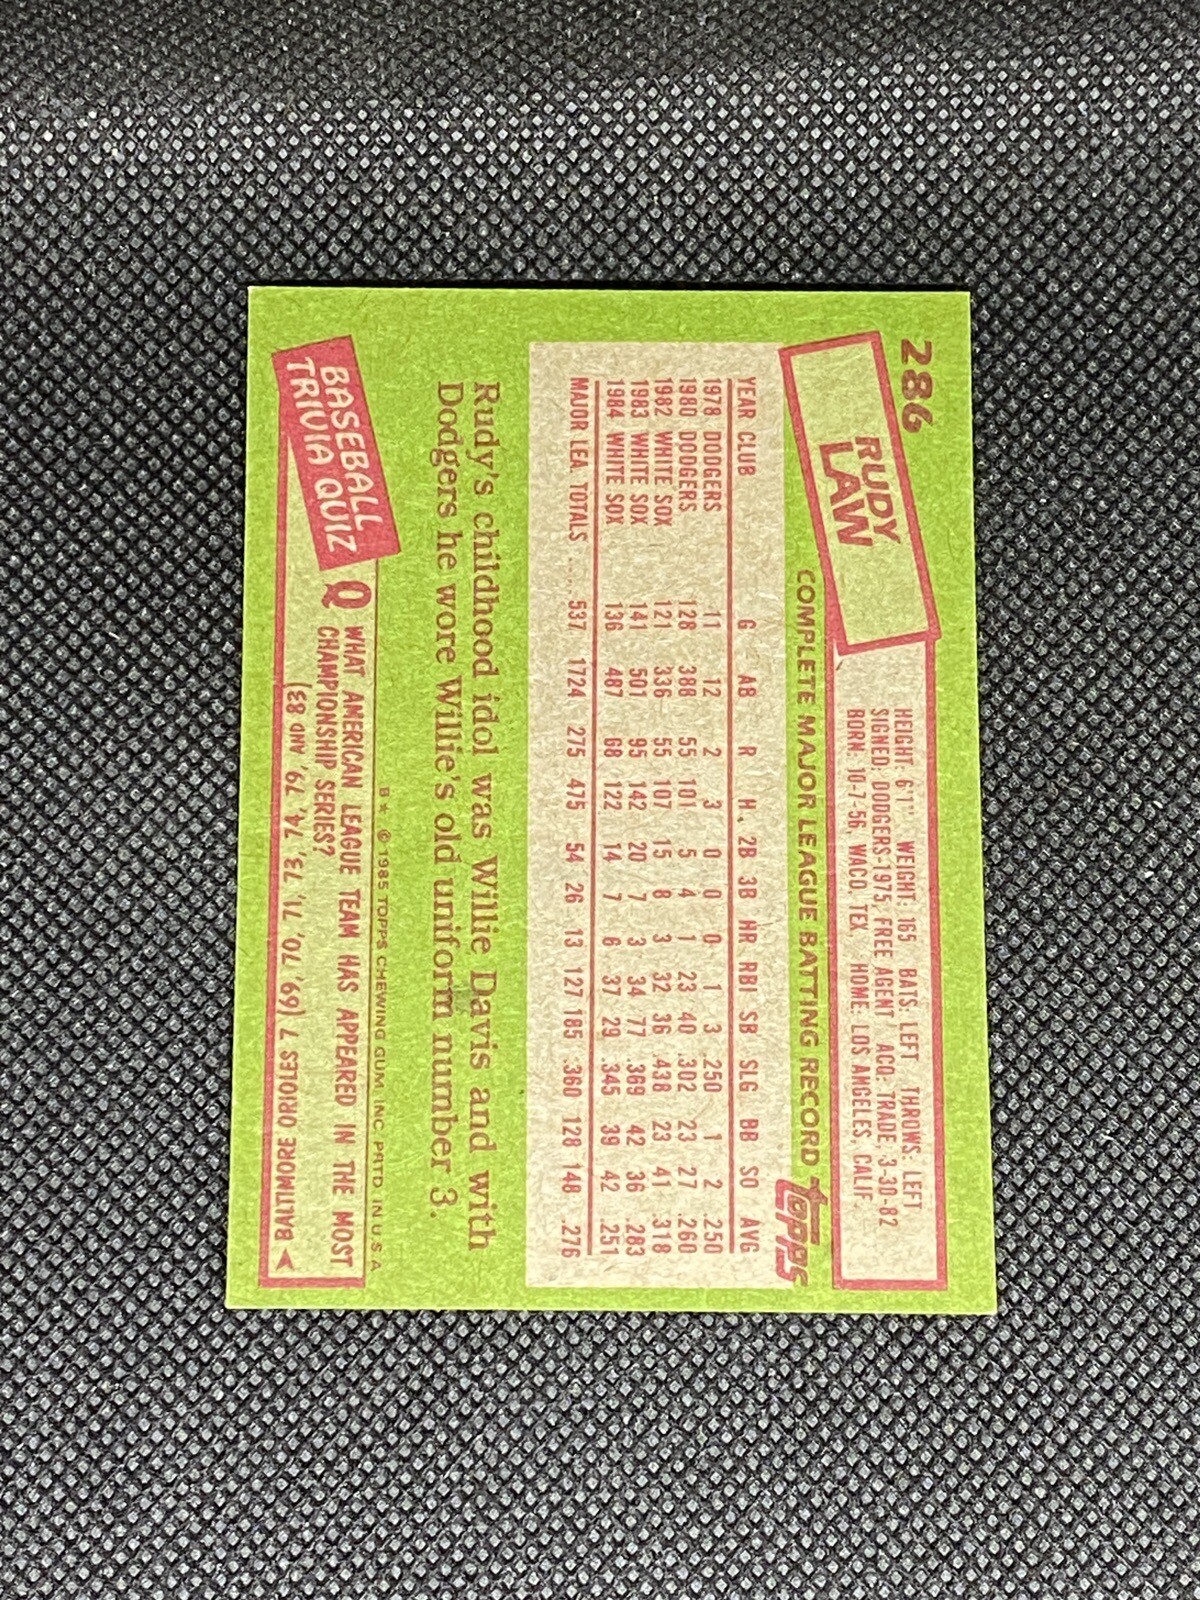 286
RUDY
LAW
HEIGHT: 6'1" WEIGHT: 165 BATS: LEFT THROWS: LEFT
SIGNED: DODGERS-1975, FREE AGENT ACQ: TRADE, 3-30-82
BORN: 10-7-56, WACO, TEX. HOME: LOS ANGELES, CALIF.
COMPLETE MAJOR LEAGUE BATTING RECORD Topps
YEAR CLUB G AB R H. 2B 3B HR RBI SB SLG BB SO AVG
1978 DODGERS 11 12 2 3 0 0 0 1 3 .250 1 2 .250
1980 DODGERS 128 388 55 101 5 4 1 23 40 .302 23 27 .260
1982 WHITE SOX 121 336 55 107 15 8 3 32 36 .438 23 41 .318
1983 WHITE SOX 141 501 95 142 20 7 3 34 77 .369 42 36 .283
1984 WHITE SOX 136 487 68 122 14 7 6 37 29 .345 39 42 .251
MAJOR LEA. TOTALS ..... 537 1724 275 475 54 26 13 127 185 .360 128 148 .276
Rudy's childhood idol was Willie Davis and with
Dodgers he wore Willie's old uniform number 3.
B★ © 1985 TOPPS CHEWING GUM, INC. PRTD. IN U.S.A.
BASEBALL
TRIVIA QUIZ
Q WHAT AMERICAN LEAGUE TEAM HAS APPEARED IN THE MOST
CHAMPIONSHIP SERIES?
BALTIMORE ORIOLES 7 (69, 70, 71, 73, 74, 79, AND 83)